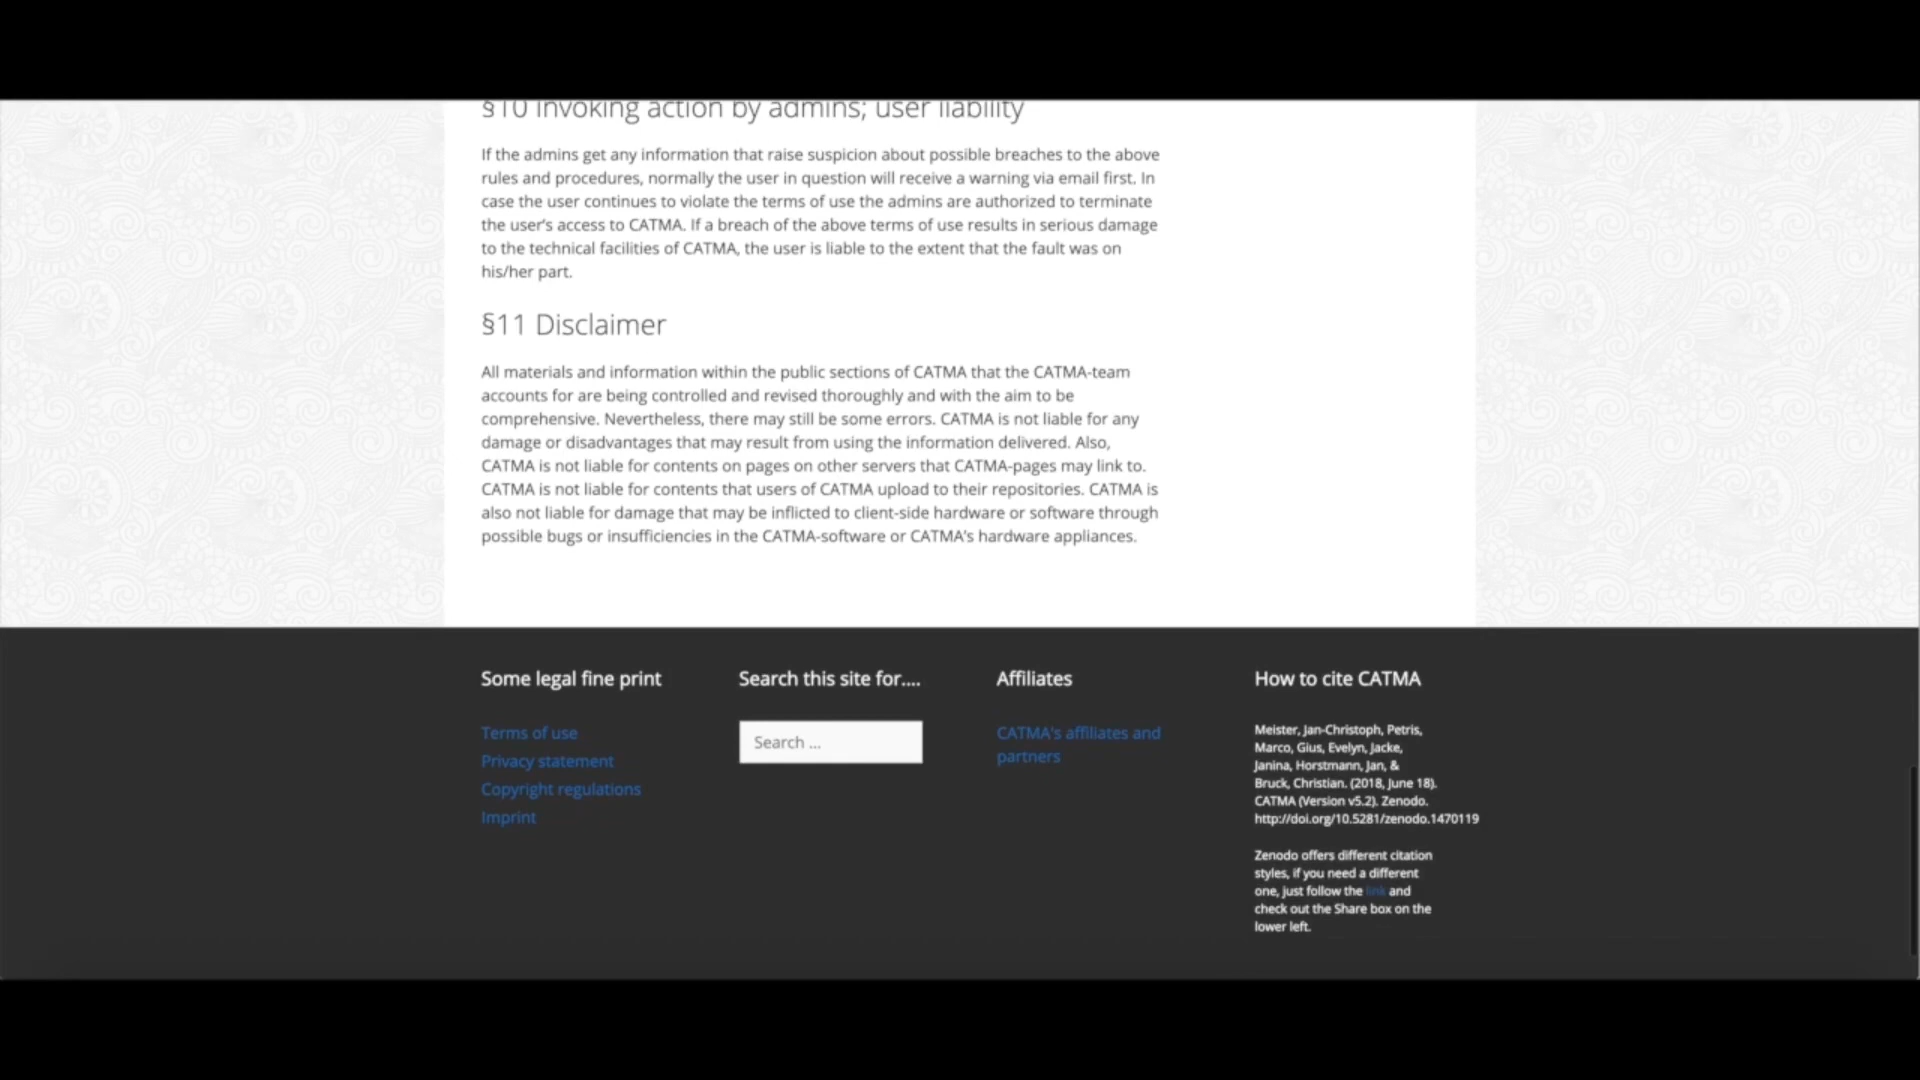 §10 Invoking action by admins; user liability
If the admins get any information that raise suspicion about possible breaches to the above
rules and procedures, normally the user in question will receive a warning via email first. In
case the user continues to violate the terms of use the admins are authorized to terminate
the user's access to CATMA. If a breach of the above terms of use results in serious damage
to the technical facilities of CATMA, the user is liable to the extent that the fault was on
his/her part.
§11 Disclaimer
All materials and information within the public sections of CATMA that the CATMA-team
accounts for are being controlled and revised thoroughly and with the aim to be
comprehensive. Nevertheless, there may still be some errors. CATMA is not liable for any
damage or disadvantages that may result from using the information delivered. Also,
CATMA is not liable for contents on pages on other servers that CATMA-pages may link to.
CATMA is not liable for contents that users of CATMA upload to their repositories. CATMA is
also not liable for damage that may be inflicted to client-side hardware or software through
possible bugs or insufficiencies in the CATMA-software or CATMA's hardware appliances.
Some legal fine print
Terms of use
Privacy statement
Copyright regulations
Imprint
Search this site for....
Search ...
Affiliates
CATMA's affiliates and
partners
How to cite CATMA
Meister, Jan-Christoph, Petris,
Marco, Gius, Evelyn, Jacke,
Janina, Horstmann, Jan, &
Bruck, Christian. (2018, June 18).
CATMA (Version v5.2). Zenodo.
http://doi.org/10.5281/zenodo.1470119
Zenodo offers different citation
styles, if you need a different
one, just follow the link and
check out the Share box on the
lower left.